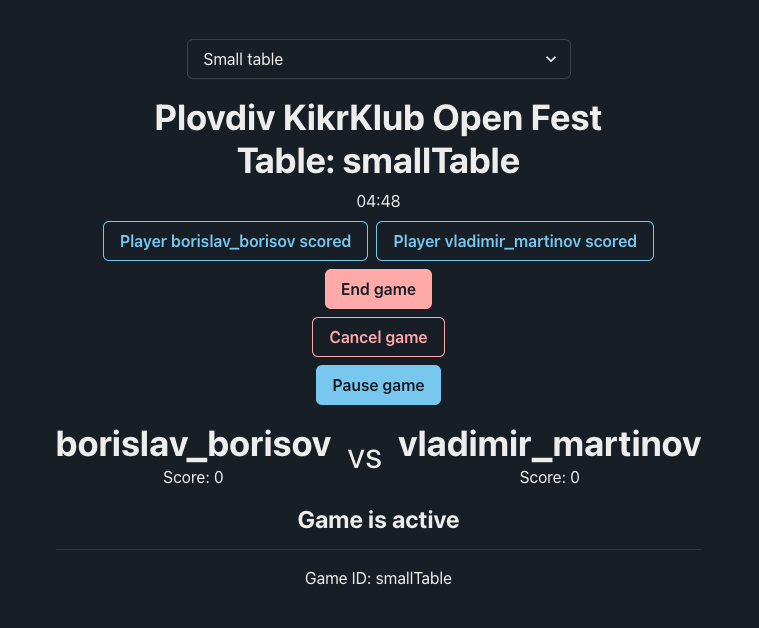 Small table
Plovdiv KikrKlub Open Fest
Table: smallTable
04:48
Player borislav_borisov scored
Player vladimir_martinov scored
End game
Cancel game
Pause game
borislav_borisov vs vladimir_martinov
Score: 0
Score: 0
Game is active
Game ID: smallTable